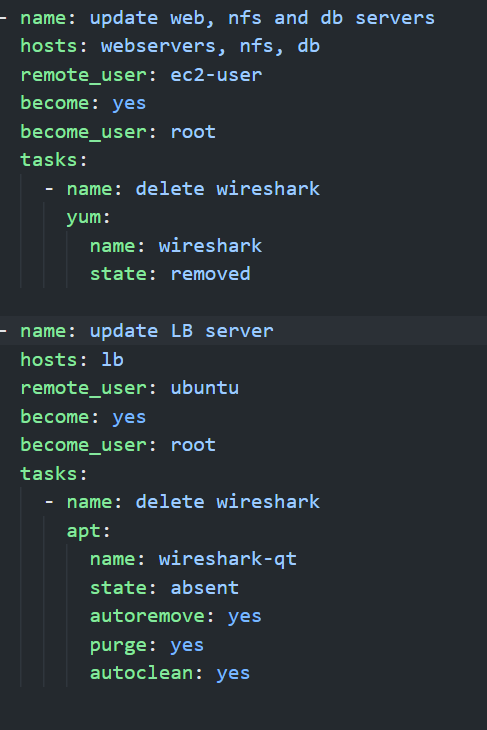 - name: update web, nfs and db servers
  hosts: webservers, nfs, db
  remote_user: ec2-user
  become: yes
  become_user: root
  tasks:
    - name: delete wireshark
      yum:
        name: wireshark
        state: removed

- name: update LB server
  hosts: lb
  remote_user: ubuntu
  become: yes
  become_user: root
  tasks:
    - name: delete wireshark
      apt:
        name: wireshark-qt
        state: absent
        autoremove: yes
        purge: yes
        autoclean: yes